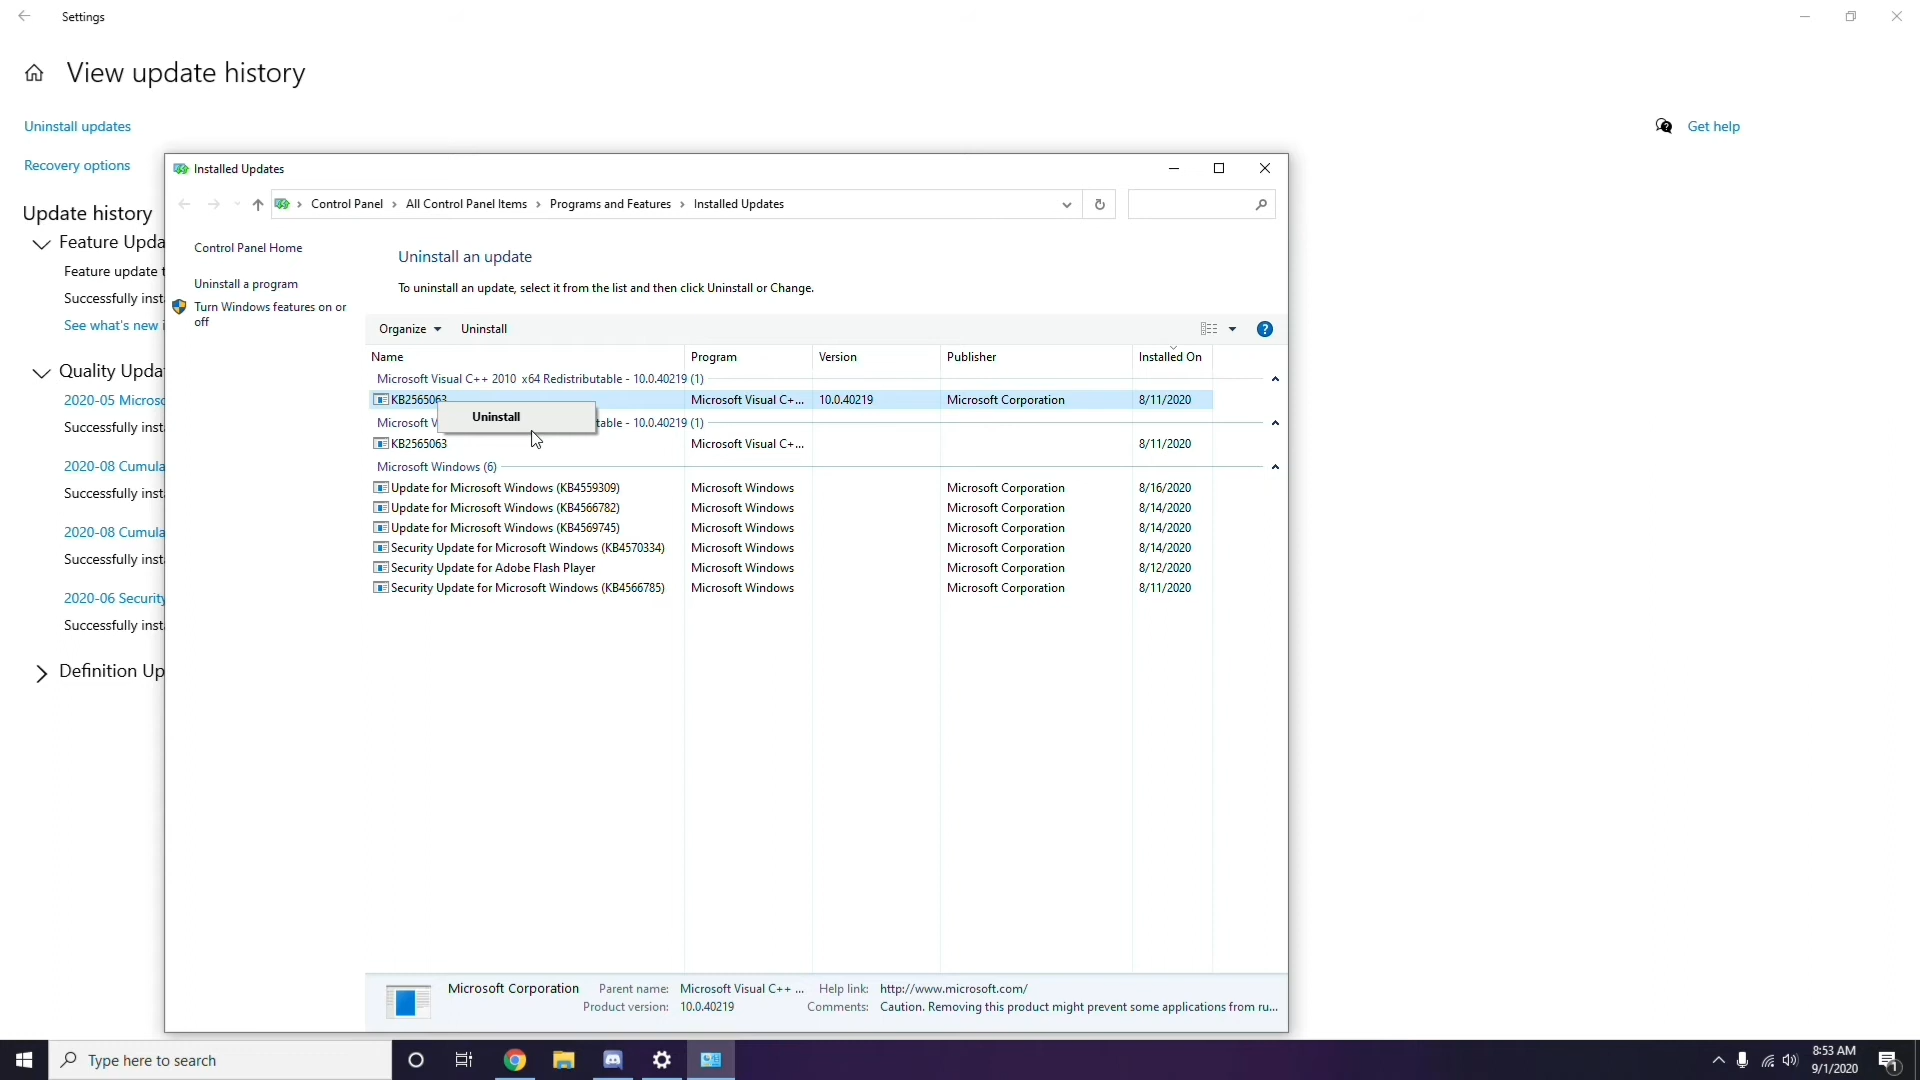 Settings
View update history
Uninstall updates
Get help
Recovery options
Update history
Feature Upda
Feature update t
Successfully inst
See what's new i
Quality Upda
2020-05 Micros
Successfully inst
2020-08 Cumula
Successfully inst
2020-08 Cumula
Successfully inst
2020-06 Security
Successfully inst
Definition Up
Installed Updates
Control Panel > All Control Panel Items > Programs and Features > Installed Updates
Control Panel Home
Uninstall a program
Turn Windows features on or
off
Uninstall an update
To uninstall an update, select it from the list and then click Uninstall or Change.
Organize Uninstall
Name Program Version Publisher Installed On
Microsoft Visual C++ 2010 x64 Redistributable - 10.0.40219 (1)
KB2565063 Microsoft Visual C+... 10.0.40219 Microsoft Corporation 8/11/2020
Uninstall
Microsoft V table - 10.0.40219 (1)
KB2565063 Microsoft Visual C+... 8/11/2020
Microsoft Windows (6)
Update for Microsoft Windows (KB4559309) Microsoft Windows Microsoft Corporation 8/16/2020
Update for Microsoft Windows (KB4566782) Microsoft Windows Microsoft Corporation 8/14/2020
Update for Microsoft Windows (KB4569745) Microsoft Windows Microsoft Corporation 8/14/2020
Security Update for Microsoft Windows (KB4570334) Microsoft Windows Microsoft Corporation 8/14/2020
Security Update for Adobe Flash Player Microsoft Windows Microsoft Corporation 8/12/2020
Security Update for Microsoft Windows (KB4566785) Microsoft Windows Microsoft Corporation 8/11/2020
Microsoft Corporation Parent name: Microsoft Visual C++ ... Help link: http://www.microsoft.com/
Product version: 10.0.40219 Comments: Caution. Removing this product might prevent some applications from ru...
Type here to search
8:53 AM
9/1/2020
1